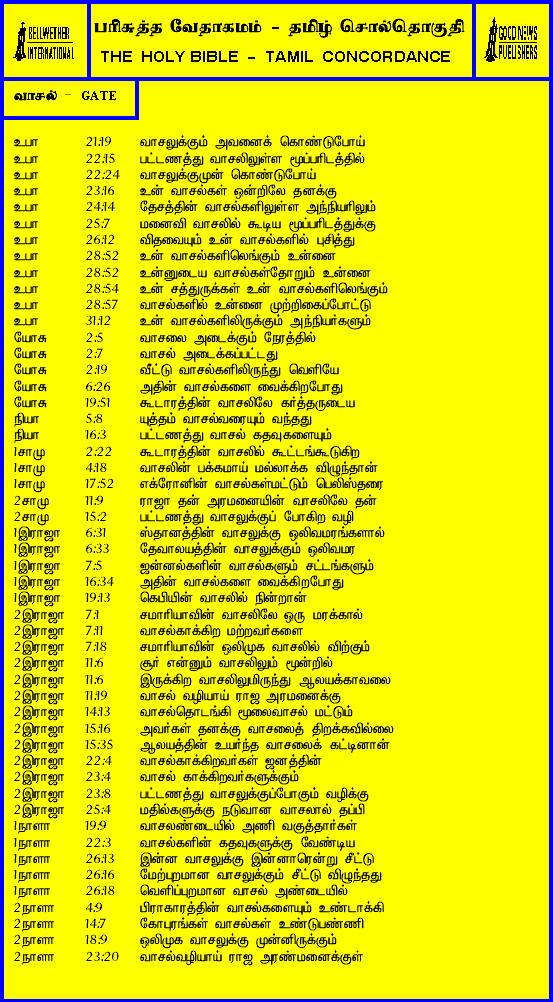 BELLWETHER
INTERNATIONAL
பரிசுத்த வேதாகமம் - தமிழ் சொல்தொகுதி
THE HOLY BIBLE - TAMIL CONCORDANCE
GOOD NEWS
PUBLISHERS
வாசல் - GATE
உபா 21:19 வாசலுக்கும் அவனைக் கொண்டுபோய்
உபா 22:15 பட்டணத்து வாசலிலுள்ள மூப்பரிடத்தில்
உபா 22:24 வாசலுக்குமுன் கொண்டுபோய்
உபா 23:16 உன் வாசல்கள் ஒன்றிலே தனக்கு
உபா 24:14 தேசத்தின் வாசல்களிலுள்ள அந்நியரிலும்
உபா 25:7 மனைவி வாசலில் கூடிய மூப்பரிடத்துக்கு
உபா 26:12 விதவையும் உன் வாசல்களில் புசித்து
உபா 28:52 உன் வாசல்களிலெங்கும் உன்னை
உபா 28:52 உன்னுடைய வாசல்கள்தோறும் உன்னை
உபா 28:54 உன் சத்துருக்கள் உன் வாசல்களிலெங்கும்
உபா 28:57 வாசல்களில் உன்னை முற்றிகைப்போட்டு
உபா 31:12 உன் வாசல்களிலிருக்கும் அந்நியர்களும்
யோசு 2:5 வாசலை அடைக்கும் நேரத்தில்
யோசு 2:7 வாசல் அடைக்கப்பட்டது
யோசு 2:19 வீட்டு வாசல்களிலிருந்து வெளியே
யோசு 6:26 அதின் வாசல்களை வைக்கிறபோது
யோசு 19:51 கூடாரத்தின் வாசலிலே கர்த்தருடைய
நியா 5:8 யுத்தம் வாசல்வரையும் வந்தது
நியா 16:3 பட்டணத்து வாசல் கதவுகளையும்
1சாமு 2:22 கூடாரத்தின் வாசலில் கூட்டங்கூடுகிற
1சாமு 4:18 வாசலின் பக்கமாய் மல்லாக்க விழுந்தான்
1சாமு 17:52 எக்ரோனின் வாசல்கள்மட்டும் பெலிஸ்தரை
2சாமு 11:9 ராஜா தன் அரமனையின் வாசலிலே தன்
2சாமு 15:2 பட்டணத்து வாசலுக்குப் போகிற வழி
1இராஜா 6:31 ஸ்தானத்தின் வாசலுக்கு ஒலிவமரங்களால்
1இராஜா 6:33 தேவாலயத்தின் வாசலுக்கும் ஒலிவமர
1இராஜா 7:5 ஜன்னல்களின் வாசல்களும் சட்டங்களும்
1இராஜா 16:34 அதின் வாசல்களை வைக்கிறபோது
1இராஜா 19:13 கெபியின் வாசலில் நின்றான்
2இராஜா 7:1 சமாரியாவின் வாசலிலே ஒரு மரக்கால்
2இராஜா 7:11 வாசல்காக்கிற மற்றவர்களை
2இராஜா 7:18 சமாரியாவின் ஒலிமுக வாசலில் விற்கும்
2இராஜா 11:6 சூர் என்னும் வாசலிலும் மூன்றில்
2இராஜா 11:6 இருக்கிற வாசலிலுமிருந்து ஆலயக்காவலை
2இராஜா 11:19 வாசல் வழியாய் ராஜ அரமனைக்கு
2இராஜா 14:13 வாசல்தொடங்கி மூலைவாசல் மட்டும்
2இராஜா 15:16 அவர்கள் தனக்கு வாசலைத் திறக்கவில்லை
2இராஜா 15:35 ஆலயத்தின் உயர்ந்த வாசலைக் கட்டினான்
2இராஜா 22:4 வாசல்காக்கிறவர்கள் ஜனத்தின்
2இராஜா 23:4 வாசல் காக்கிறவர்களுக்கும்
2இராஜா 23:8 பட்டணத்து வாசலுக்குப்போகும் வழிக்கு
2இராஜா 25:4 மதில்களுக்கு நடுவான வாசலால் தப்பி
1நாளா 19:9 வாசலண்டையில் அணி வகுத்தார்கள்
1நாளா 22:3 வாசல்களின் கதவுகளுக்கு வேண்டிய
1நாளா 26:13 இன்ன வாசலுக்கு இன்னாரென்று சீட்டு
1நாளா 26:16 மேற்புறமான வாசலுக்கும் சீட்டு விழுந்தது
1நாளா 26:18 வெளிப்புறமான வாசல் அண்டையில்
2நாளா 4:9 பிராகாரத்தின் வாசல்களையும் உண்டாக்கி
2நாளா 14:7 கோபுரங்கள் வாசல்கள் உண்டுபண்ணி
2நாளா 18:9 ஒலிமுக வாசலுக்கு முன்னிருக்கும்
2நாளா 23:20 வாசல்வழியாய் ராஜ அரண்மனைக்குள்